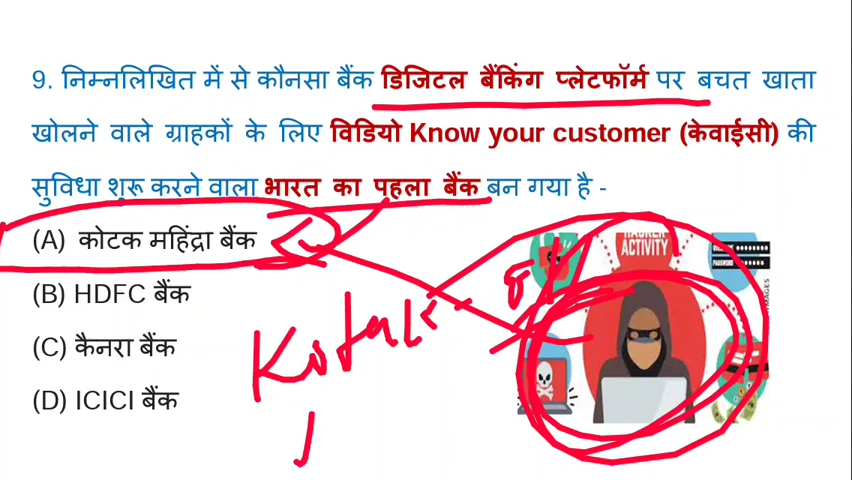 9. निम्नलिखित में से कौनसा बैंक डिजिटल बैंकिंग प्लेटफॉर्म पर बचत खाता
खोलने वाले ग्राहकों के लिए विडियो Know your customer (केवाईसी) की
सुविधा शुरू करने वाला भारत का पहला बैंक बन गया है -
(A) कोटक महिंद्रा बैंक
(B) HDFC बैंक
(C) कैनरा बैंक
(D) ICICI बैंक
Kotak
HACKER
ACTIVITY